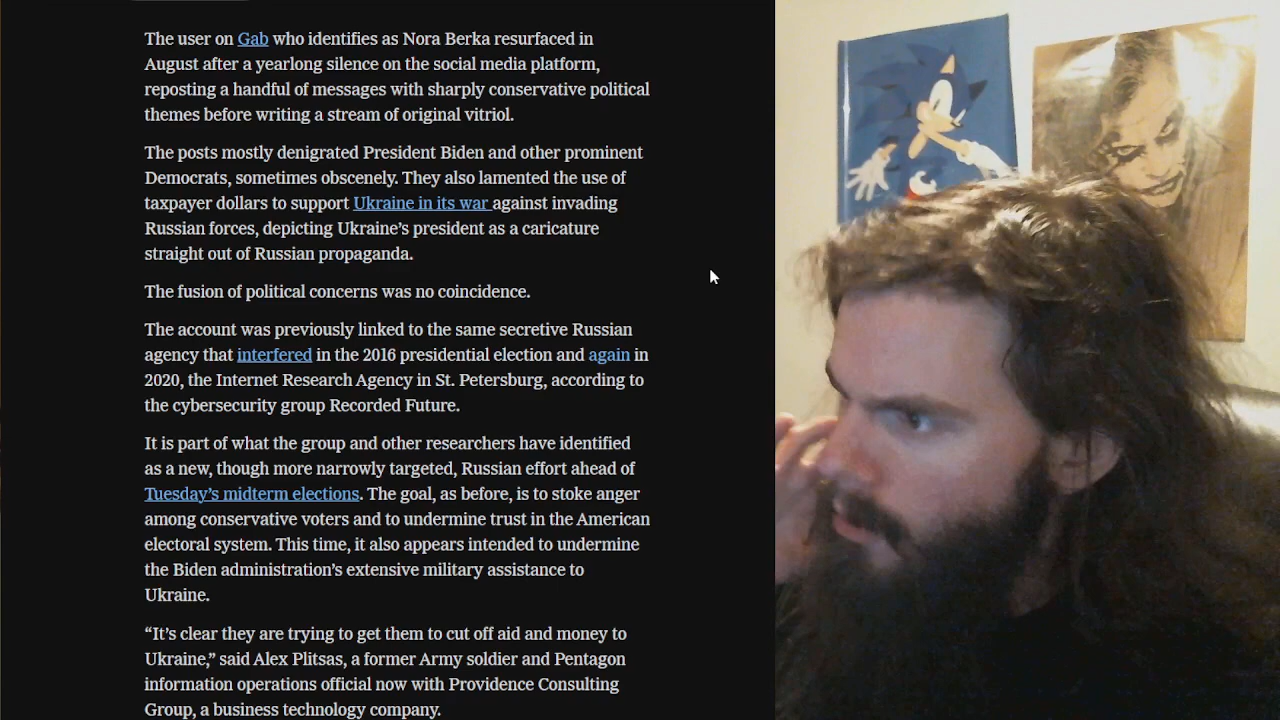 The user on Gab who identifies as Nora Berka resurfaced in
August after a yearlong silence on the social media platform,
reposting a handful of messages with sharply conservative political
themes before writing a stream of original vitriol.
The posts mostly denigrated President Biden and other prominent
Democrats, sometimes obscenely. They also lamented the use of
taxpayer dollars to support Ukraine in its war against invading
Russian forces, depicting Ukraine’s president as a caricature
straight out of Russian propaganda.
The fusion of political concerns was no coincidence.
The account was previously linked to the same secretive Russian
agency that interfered in the 2016 presidential election and again in
2020, the Internet Research Agency in St. Petersburg, according to
the cybersecurity group Recorded Future.
It is part of what the group and other researchers have identified
as a new, though more narrowly targeted, Russian effort ahead of
Tuesday’s midterm elections. The goal, as before, is to stoke anger
among conservative voters and to undermine trust in the American
electoral system. This time, it also appears intended to undermine
the Biden administration’s extensive military assistance to
Ukraine.
“It’s clear they are trying to get them to cut off aid and money to
Ukraine,” said Alex Plitsas, a former Army soldier and Pentagon
information operations official now with Providence Consulting
Group, a business technology company.